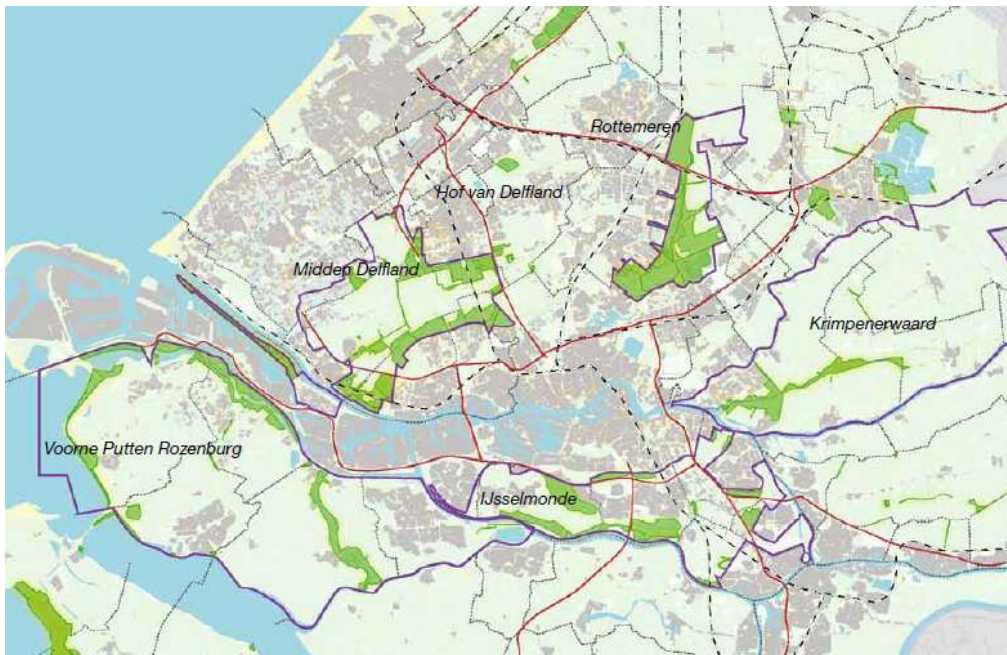 Rottemeren
Hof van Delfland
Midden Delfland
Krimpenerwaard
Voorne Putten Rozenburg
IJsselmonde